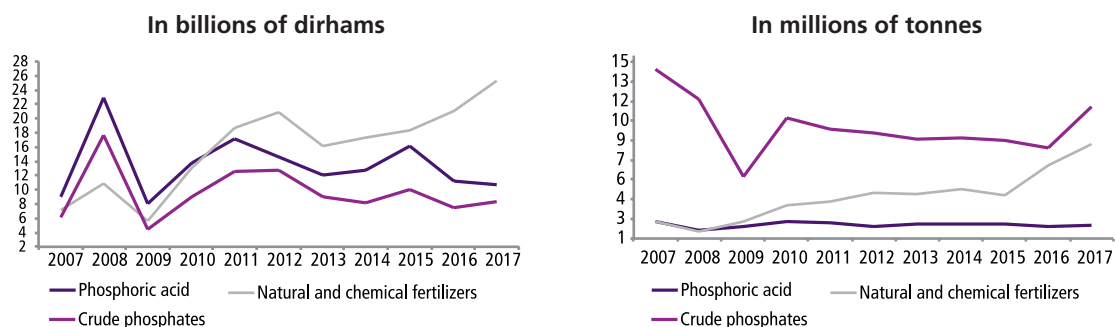 In billions of dirhams
28
26
24
22
20
18
16
14
12
10
8
6
4
2
2007 2008 2009 2010 2011 2012 2013 2014 2015 2016 2017
Phosphoric acid
Natural and chemical fertilizers
Crude phosphates
In millions of tonnes
15
13
12
10
9
7
6
4
3
1
2007 2008 2009 2010 2011 2012 2013 2014 2015 2016 2017
Phosphoric acid
Natural and chemical fertilizers
Crude phosphates